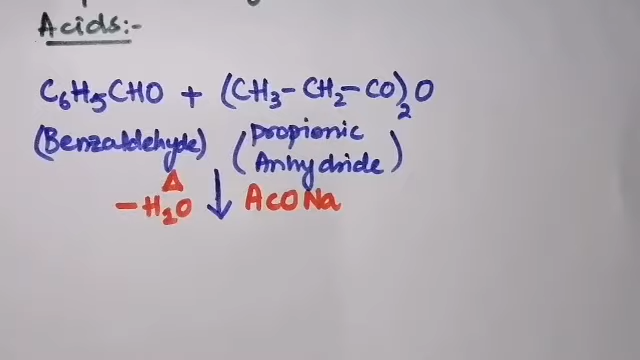 Acids:-
C₆H₅CHO + (CH₃-CH₂-CO)₂O
(Benzaldehyde) (Propionic
Anhydride)
Δ
-H₂O ↓ AcONa